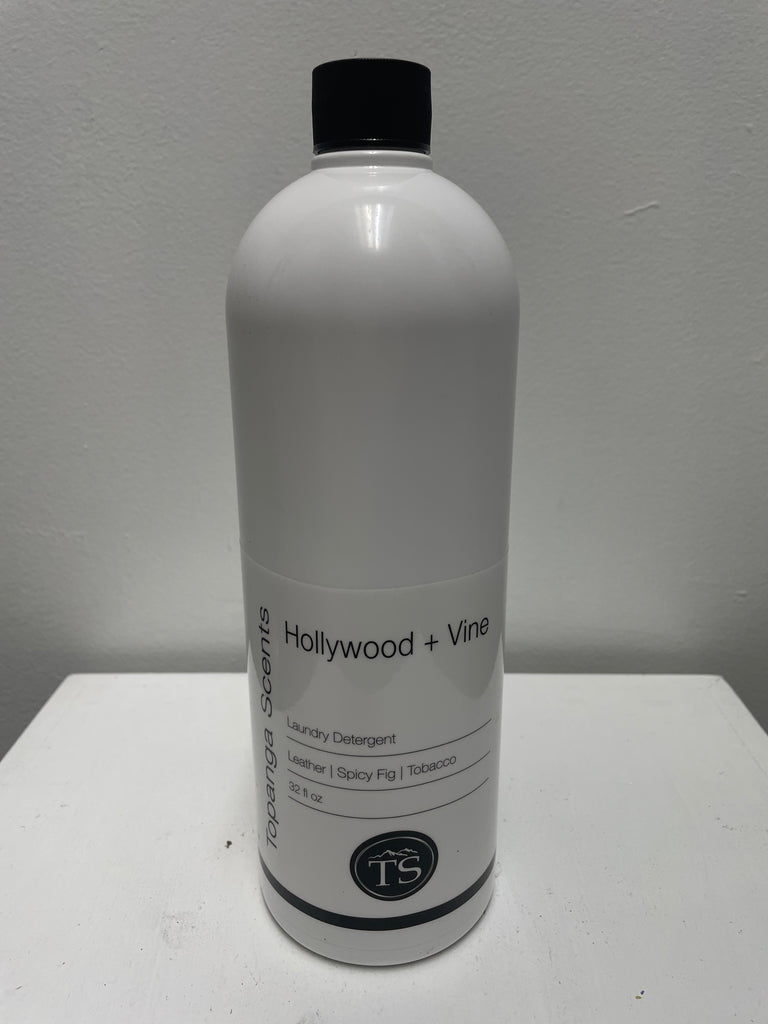 Topanga Scents
Hollywood + Vine
Laundry Detergent
Leather | Spicy Fig | Tobacco
32 fl oz
TS